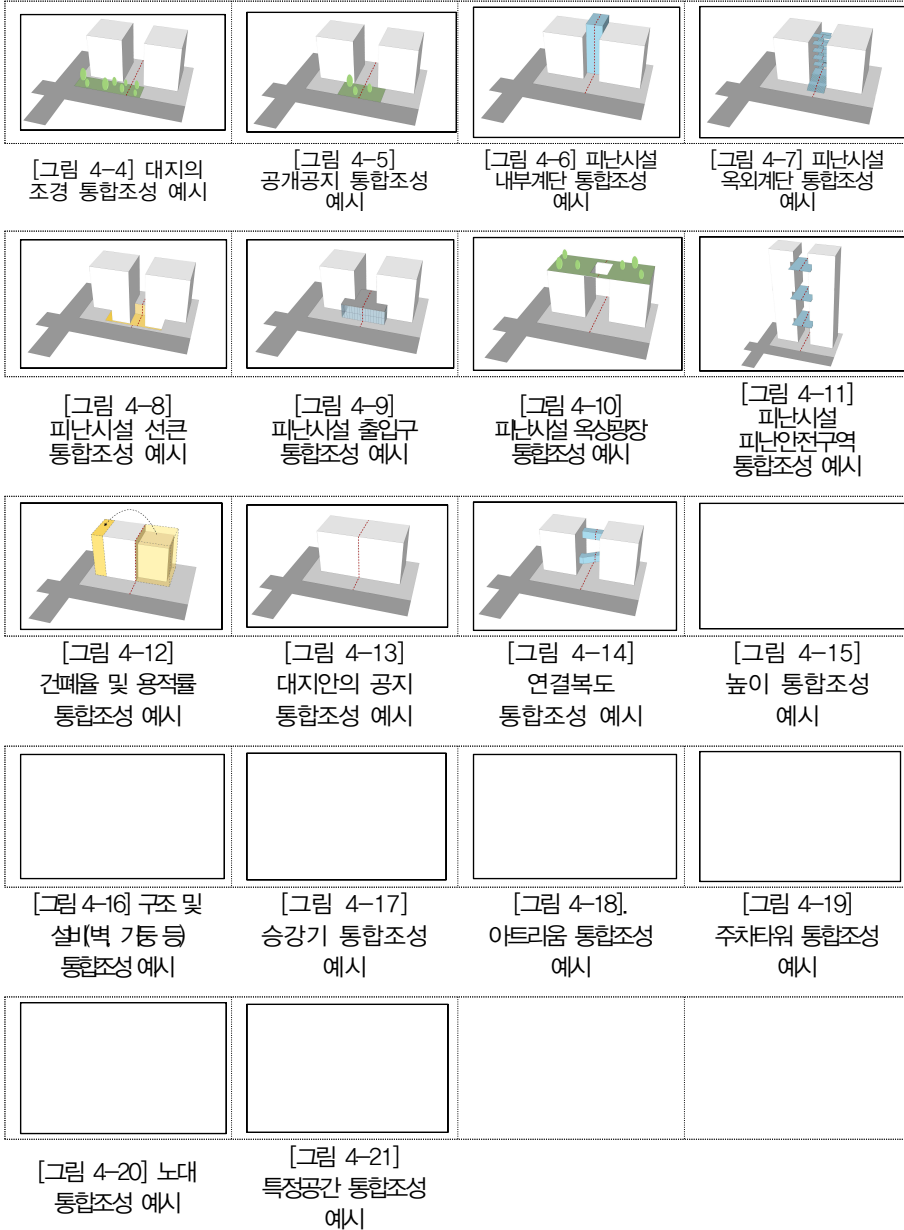 [그림 4-4] 대지의
조경 통합조성 예시
[그림 4-5]
공개공지 통합조성
예시
[그림 4-6] 피난시설
내부계단 통합조성
예시
[그림 4-7] 피난시설
옥외계단 통합조성
예시
[그림 4-8]
피난시설 선큰
통합조성 예시
[그림 4-9]
피난시설 출입구
통합조성 예시
[그림 4-10]
피난시설 옥상광장
통합조성 예시
[그림 4-11]
피난시설
피난안전구역
통합조성 예시
[그림 4-12]
건폐율 및 용적률
통합조성 예시
[그림 4-13]
대지안의 공지
통합조성 예시
[그림 4-14]
연결복도
통합조성 예시
[그림 4-15]
높이 통합조성
예시
[그림 4-16] 구조 및
설비(벽, 기둥 등)
통합조성 예시
[그림 4-17]
승강기 통합조성
예시
[그림 4-18].
아트리움 통합조성
예시
[그림 4-19]
주차타워 통합조성
예시
[그림 4-20] 노대
통합조성 예시
[그림 4-21]
특정공간 통합조성
예시